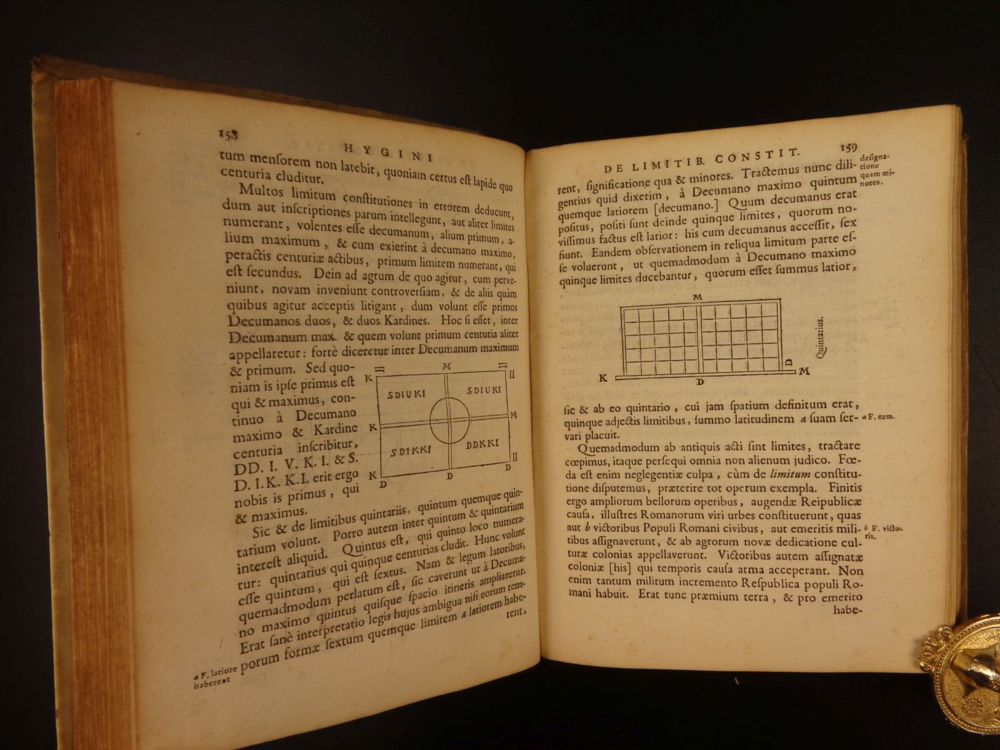 158
HYGINI
tum mensorem non latebit, quoniam certus est lapide quo
centuria cluditur.
Multos limitum constitutiones in errorem deducunt,
dum aut inscriptiones parum intellegunt, aut aliter limites
numerant, volentes esse decumanum, alium primum, a-
lium maximum, & cum exierint à decumano maximo,
peractis centuriæ actibus, primum limitem numerant, qui
est secundus. Dein ad agrum de quo agitur, cum perve-
niunt, novam inveniunt controversiam, & de aliis quàm
quibus agitur acceptis litigant, dum volunt esse primos
Decumanos duos, & duos Kardines. Hoc si esset, inter
Decumanum max. & quem volunt primum centuria aliter
appellaretur: fortè diceretur inter Decumanum maximum
& primum. Sed quo-
niam is ipse primus est
qui & maximus, con-
tinuo à Decumano
maximo & Kardine
centuria inscribitur,
DD. I. V. K. I. & S.
D. I. K. K. I. erit ergo
nobis is primus, qui
& maximus.
K M II
SDIUKI SDIUKI
K M
SDIKKI DDKKI
K D D D
Sic & de limitibus quintariis, quintum quemque quin-
tarium volunt. Porro autem inter quintum & quintarium
interest aliquid. Quintus est, qui quinto loco numera-
tur: quintarius qui quinque centurias cludit. Hunc volunt
esse quintum, qui est sextus. Nam & legum latoribus,
quemadmodum perlatum est, sic caverunt ut à Decuma-
no maximo quintus quisque spacio itineris ampliaretur.
Erat sanè interpretatio legis hujus ambigua nisi eorum tem-
porum formæ sextum quemque limitem a latiorem habe-
rent,
a F. latiore
haberent
159
DE LIMITIB. CONSTIT.
rent, significatione qua & minores. Tractemus nunc dili-
gentius quid dixetim, à Decumano maximo quintum
quemque latiorem [decumano.] Quum decumanus erat
positus, positi sunt deinde quinque limites, quorum no-
vissimus factus est latior: his cum decumanus accessit, sex
fiunt. Eandem observationem in reliqua limitum parte es-
se voluerunt, ut quemadmodum à Decumano maximo
quinque limites ducebantur, quorum esset summus latior,
designa-
tione
quam mi-
nores.
M
Quintarius.
D
K D M
sic & ab eo quintario, cui jam spatium definitum erat,
quinque adjectis limitibus, summo latitudinem a suam ser-
vari placuit.
a F. eam.
Quemadmodum ab antiquis acti sint limites, tractare
cœpimus, itaque persequi omnia non alienum judico. Fœ-
da est enim neglegentiæ culpa, cùm de limitum constitu-
tione disputemus, præterire tot operum exempla. Finitis
ergo ampliorum bellorum operibus, augendæ Reipublicæ
causa, illustres Romanorum viri urbes constituerunt, quas
aut b victoribus Populi Romani civibus, aut emeritis mili-
tibus assignaverunt, & ab agrorum novæ dedicatione cul-
turæ colonias appellaverunt. Victoribus autem assignatæ
coloniæ [his] qui temporis causa arma acceperant. Non
enim tantum militum incremento Respublica populi Ro-
mani habuit. Erat tunc præmium terra, & pro emerito
habe-
b F. victo-
ris.